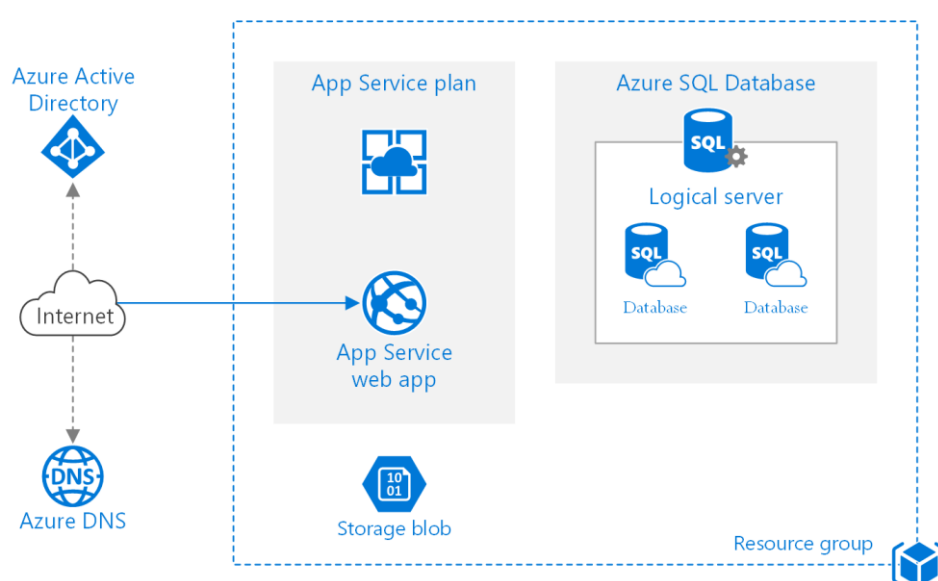 Azure Active
Directory
App Service plan
Azure SQL Database
SQL
Logical server
SQL
SQL
Database
Database
Internet
App Service
web app
DNS
Azure DNS
10
01
Storage blob
Resource group